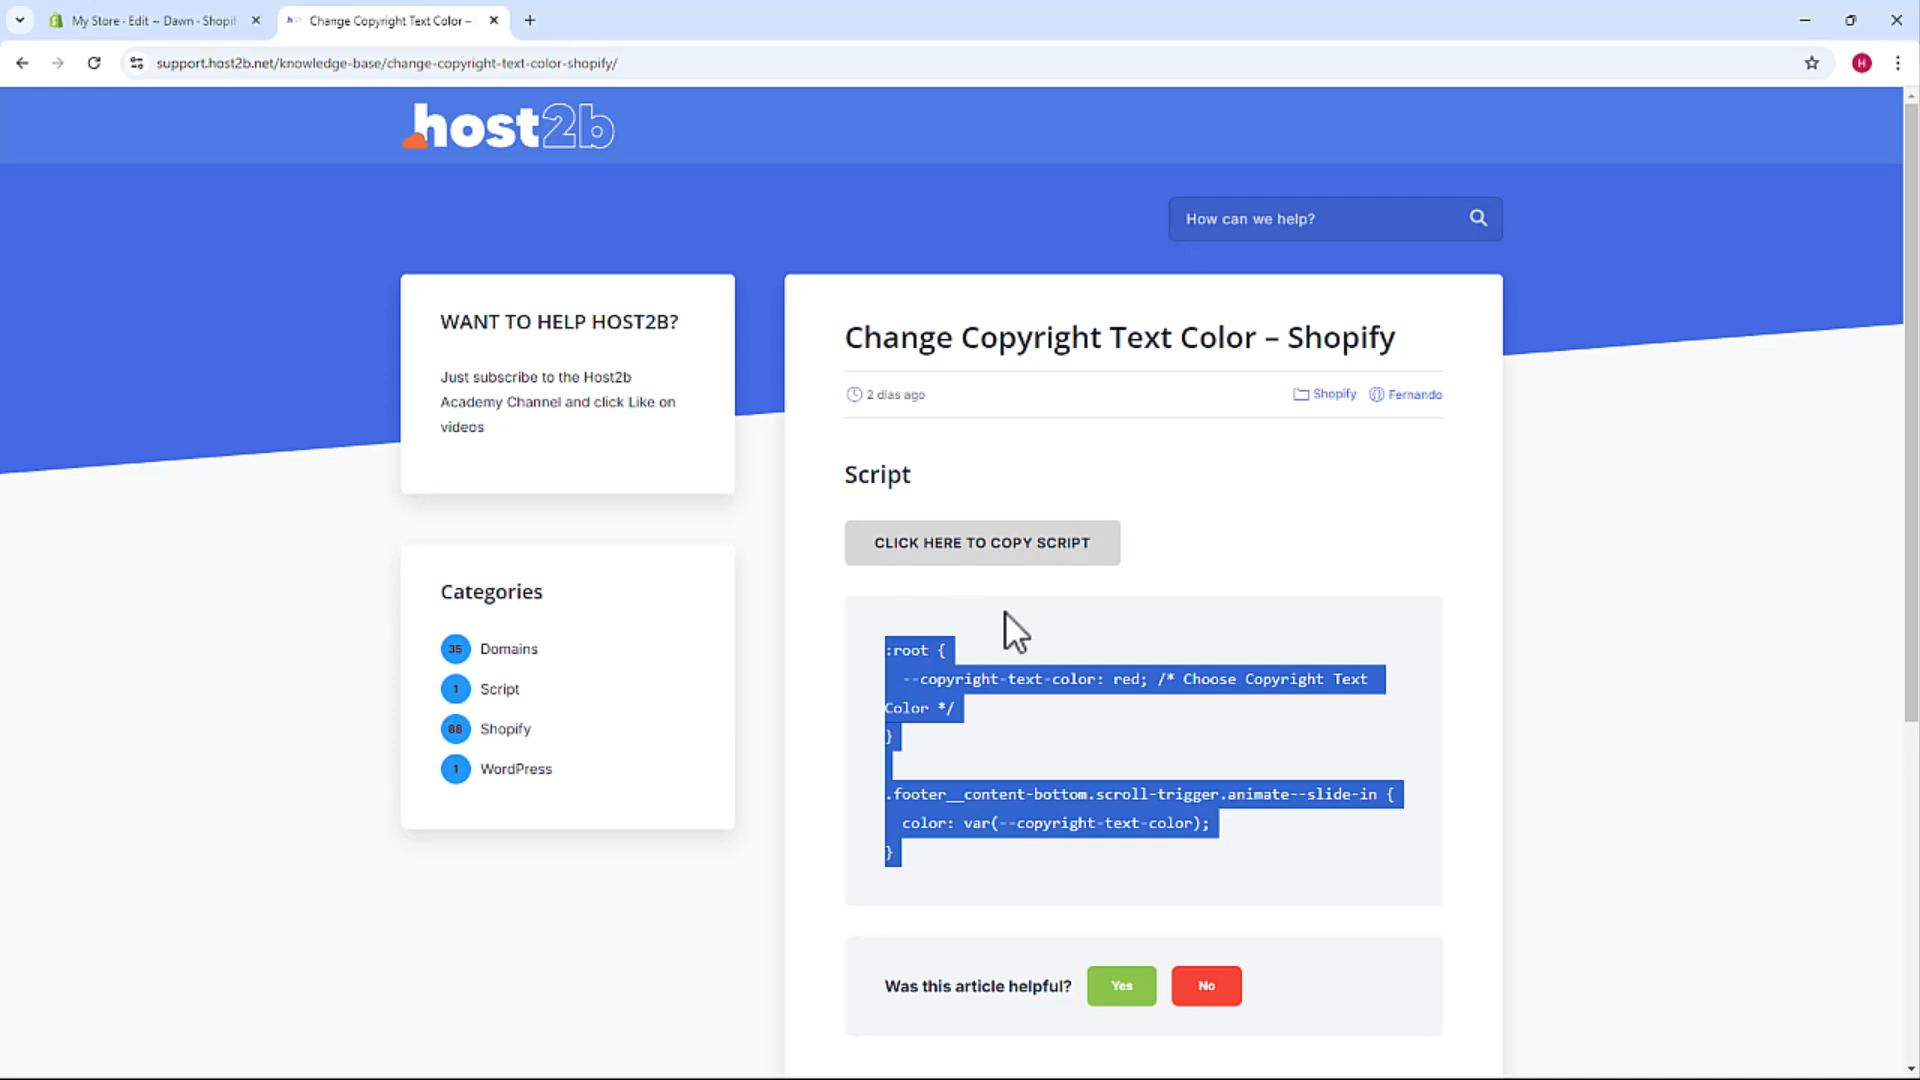 My Store · Edit ~ Dawn · Shopif
Change Copyright Text Color –
support.host2b.net/knowledge-base/change-copyright-text-color-shopify/
H
host2b
How can we help?
WANT TO HELP HOST2B?
Just subscribe to the Host2b
Academy Channel and click Like on
videos
Categories
35 Domains
1 Script
88 Shopify
1 WordPress
Change Copyright Text Color – Shopify
2 días ago
Shopify
Fernando
Script
CLICK HERE TO COPY SCRIPT
:root {
--copyright-text-color: red; /* Choose Copyright Text
Color */
}
.footer__content-bottom.scroll-trigger.animate--slide-in {
color: var(--copyright-text-color);
}
Was this article helpful? Yes No